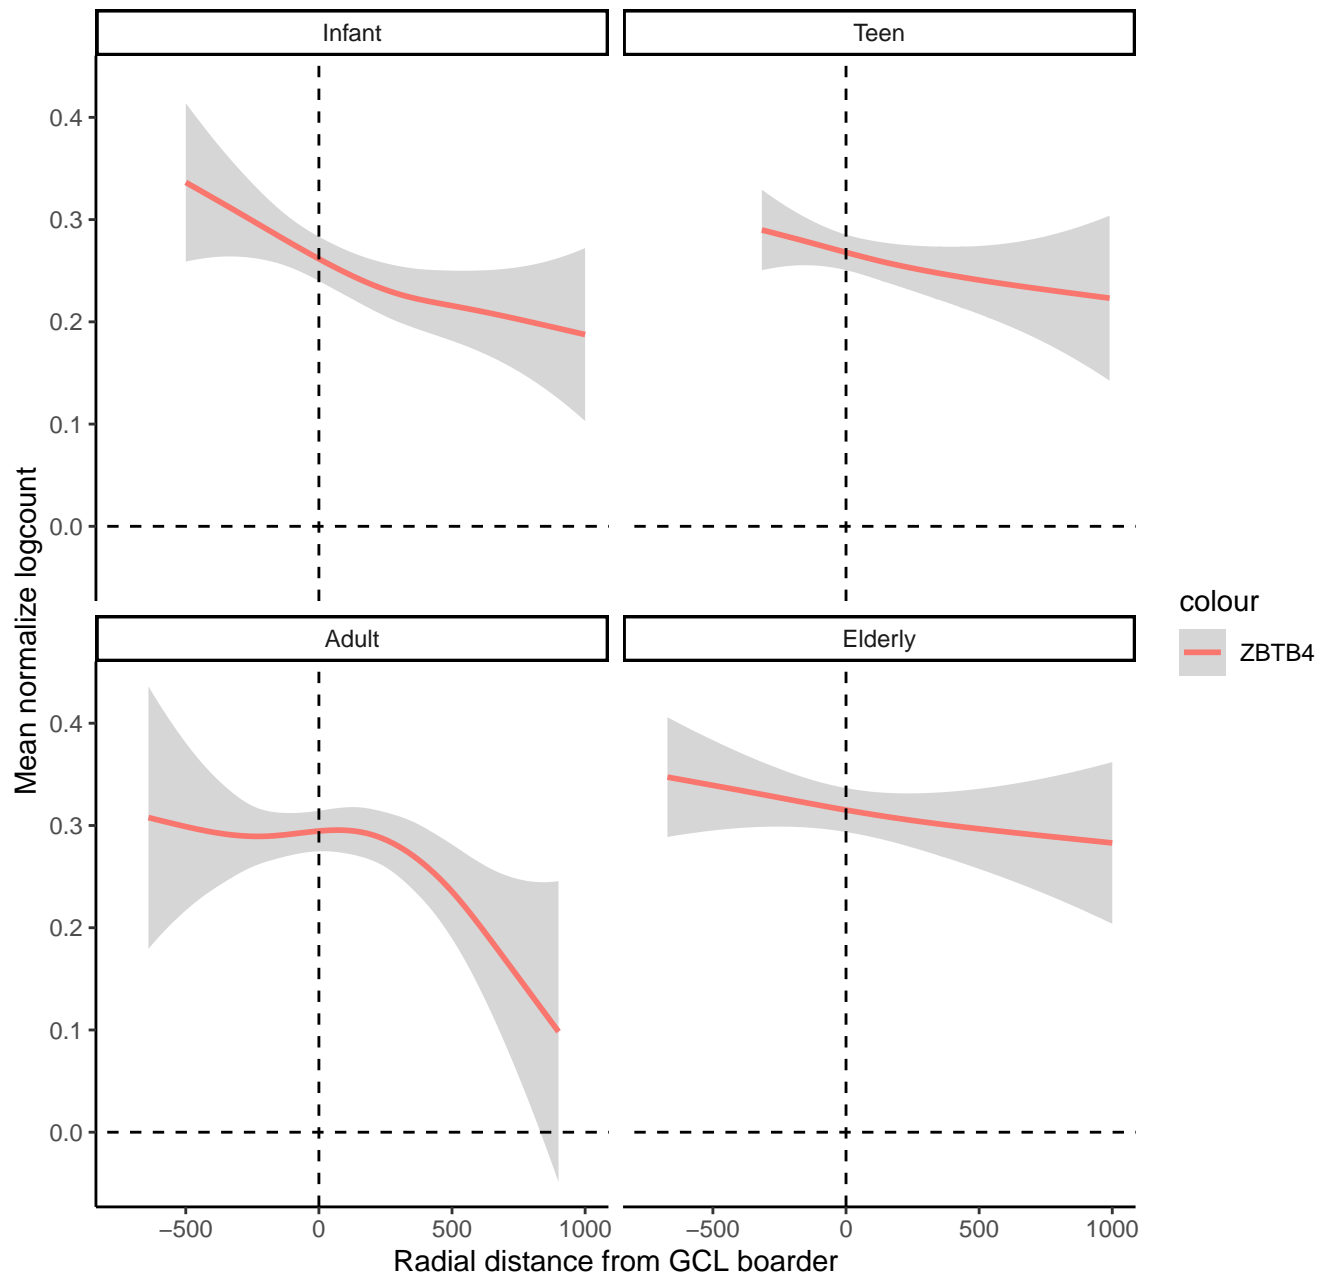 Infant
Teen
0.4
0.3
0.2
0.1
0.0
Mean normalize logcount
Adult
Elderly
0.4
0.3
0.2
0.1
0.0
−500
0
500
1000
−500
0
500
1000
Radial distance from GCL boarder
colour
ZBTB4